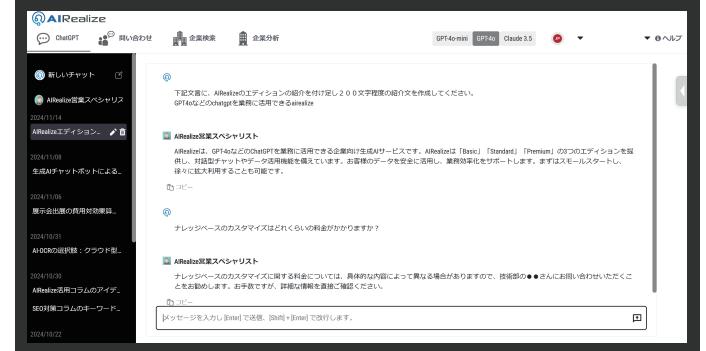 AIRealize
ChatGPT 問い合わせ 企業検索 企業分析 GPT-4o-mini GPT-4o Claude 3.5 ヘルプ
新しいチャット
AIRealize営業スペシャリス
2024/11/14
AIRealizeエディション...
2024/11/08
生成AIチャットボットによる...
2024/11/06
展示会出展の費用対効果算...
2024/10/31
AI-OCRの選択肢：クラウド型...
2024/10/30
AIRealize活用コラムのアイデ...
SEO対策コラムのキーワード...
2024/10/22
下記文言に、AIRealizeのエディションの紹介を付け足し２００文字程度の紹介文を作成してください。
GPT4oなどのchatgptを業務に活用できるairealize
AIRealize営業スペシャリスト
AIRealizeは、GPT-4oなどのChatGPTを業務に活用できる企業向け生成AIサービスです。AIRealizeは「Basic」「Standard」「Premium」の3つのエディションを提
供し、対話型チャットやデータ活用機能を備えています。お客様のデータを安全に活用し、業務効率化をサポートします。まずはスモールスタートし、
徐々に拡大利用することも可能です。
コピー
ナレッジベースのカスタマイズはどれくらいの料金がかかりますか？
AIRealize営業スペシャリスト
ナレッジベースのカスタマイズに関する料金については、具体的な内容によって異なる場合がありますので、技術部の●●さんにお問い合わせいただくこ
とをお勧めします。お手数ですが、詳細な情報を直接ご確認ください。
コピー
メッセージを入力し [Enter] で送信、[Shift] + [Enter] で改行します。